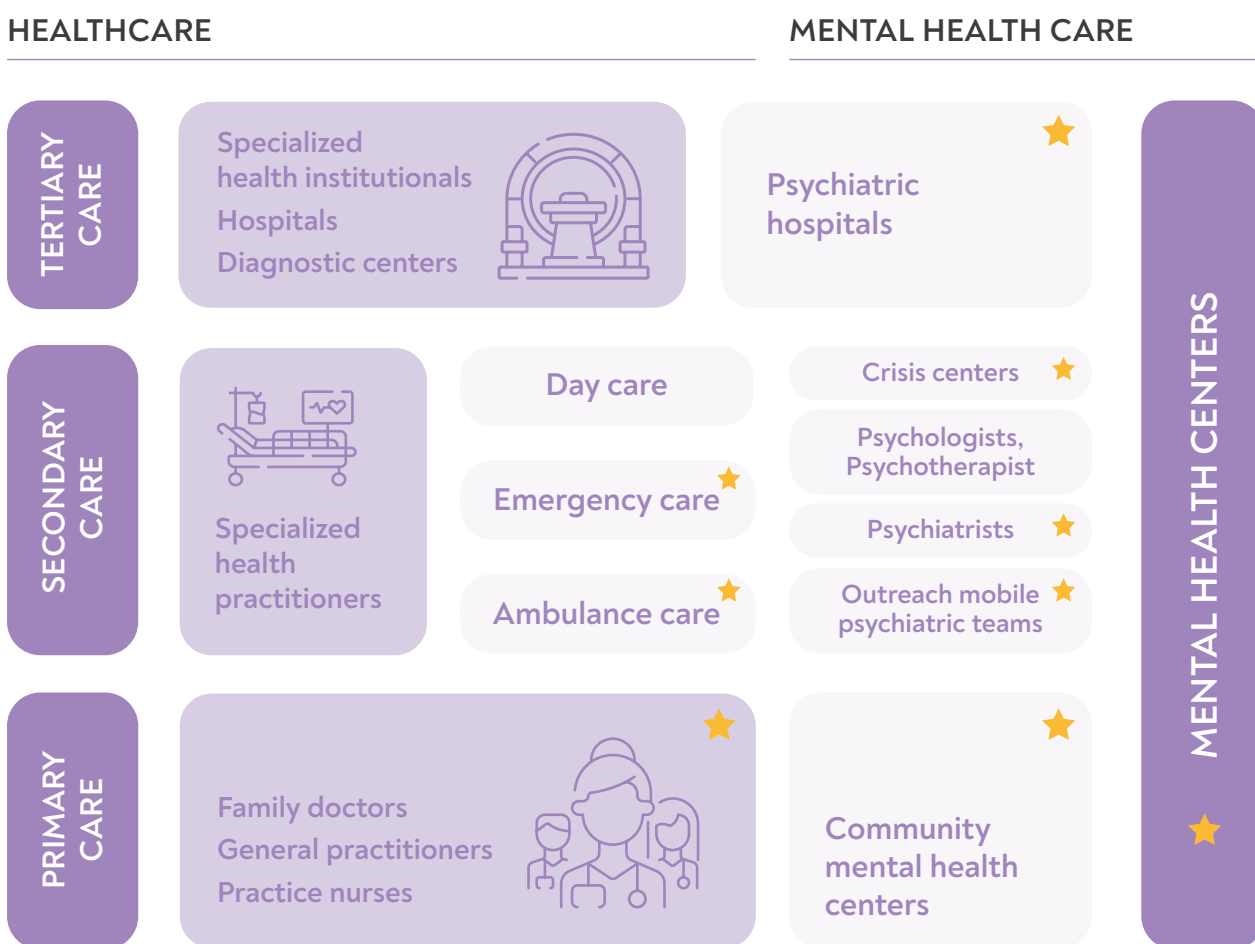 HEALTHCARE
MENTAL HEALTH CARE
TERTIARY
CARE
Specialized
health institutionals
Hospitals
Diagnostic centers
Psychiatric
hospitals
SECONDARY
CARE
Specialized
health
practitioners
Day care
Emergency care
Ambulance care
Crisis centers
Psychologists,
Psychotherapist
Psychiatrists
Outreach mobile
psychiatric teams
PRIMARY
CARE
Family doctors
General practitioners
Practice nurses
Community
mental health
centers
MENTAL HEALTH CENTERS